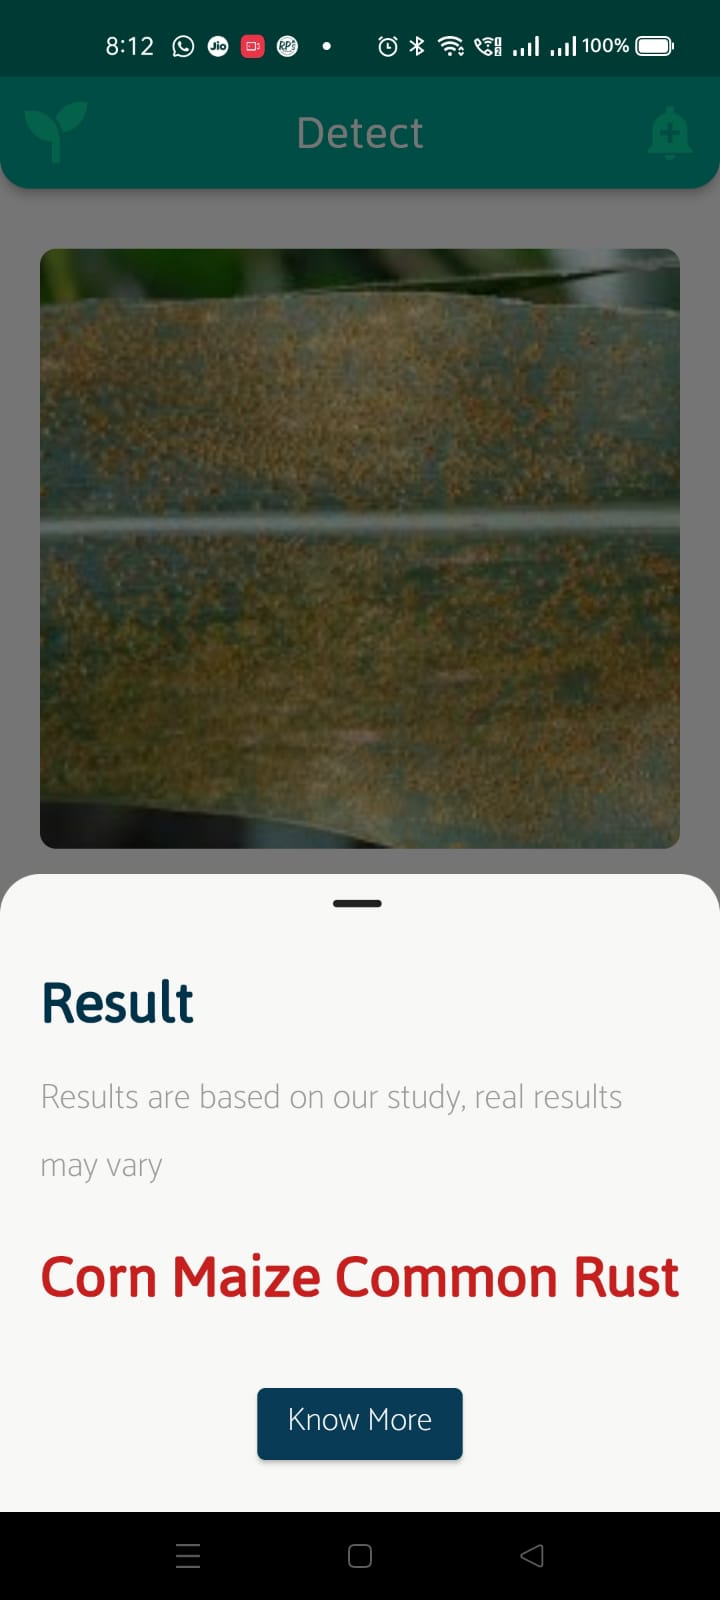 8:12 Jio RPF 100%
Detect
Result
Results are based on our study, real results
may vary
Corn Maize Common Rust
Know More